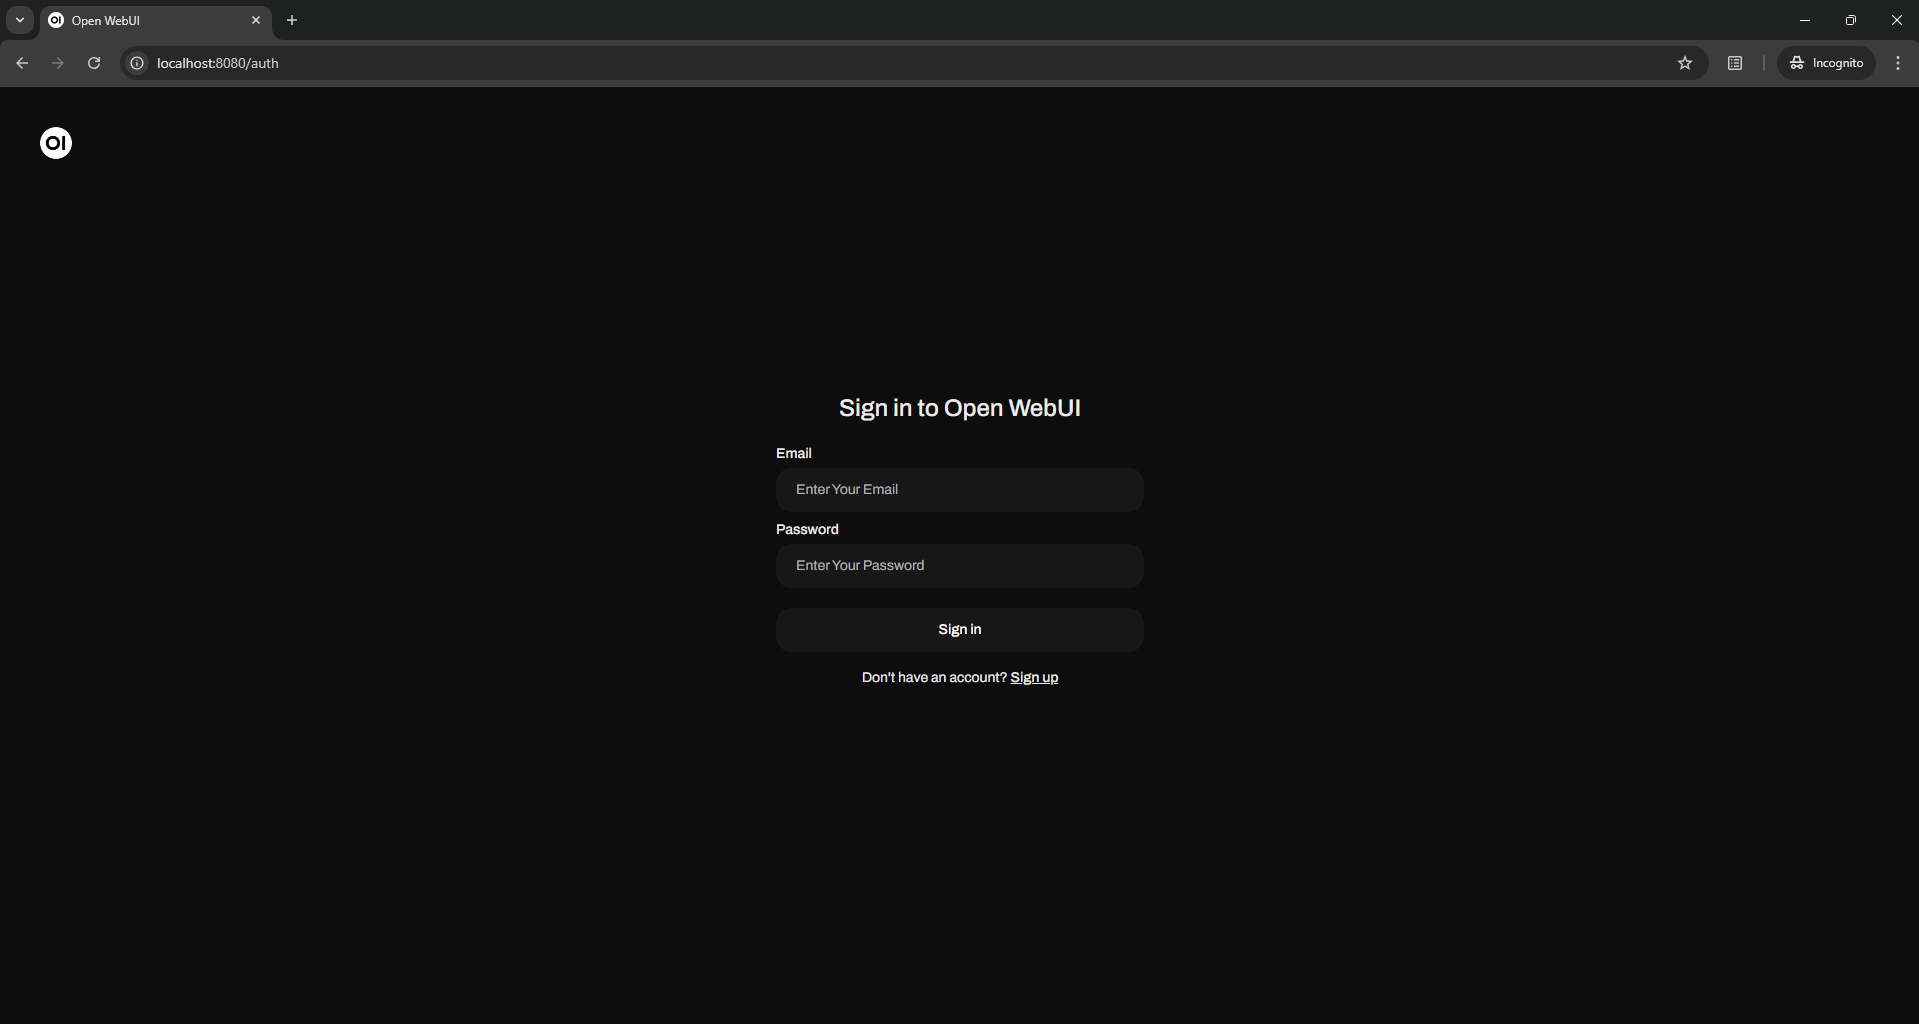 OI Open WebUI
localhost:8080/auth
Incognito
OI
Sign in to Open WebUI
Email
Enter Your Email
Password
Enter Your Password
Sign in
Don't have an account? Sign up